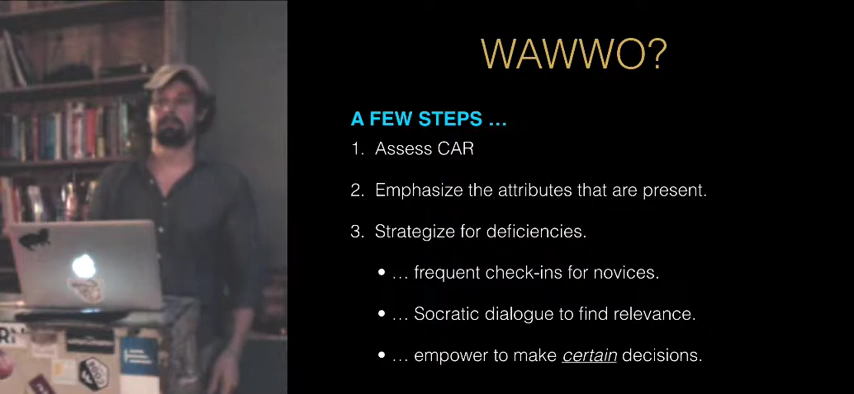 WAWWO?
A FEW STEPS ...
1. Assess CAR
2. Emphasize the attributes that are present.
3. Strategize for deficiencies.
• ... frequent check-ins for novices.
• ... Socratic dialogue to find relevance.
• ... empower to make certain decisions.